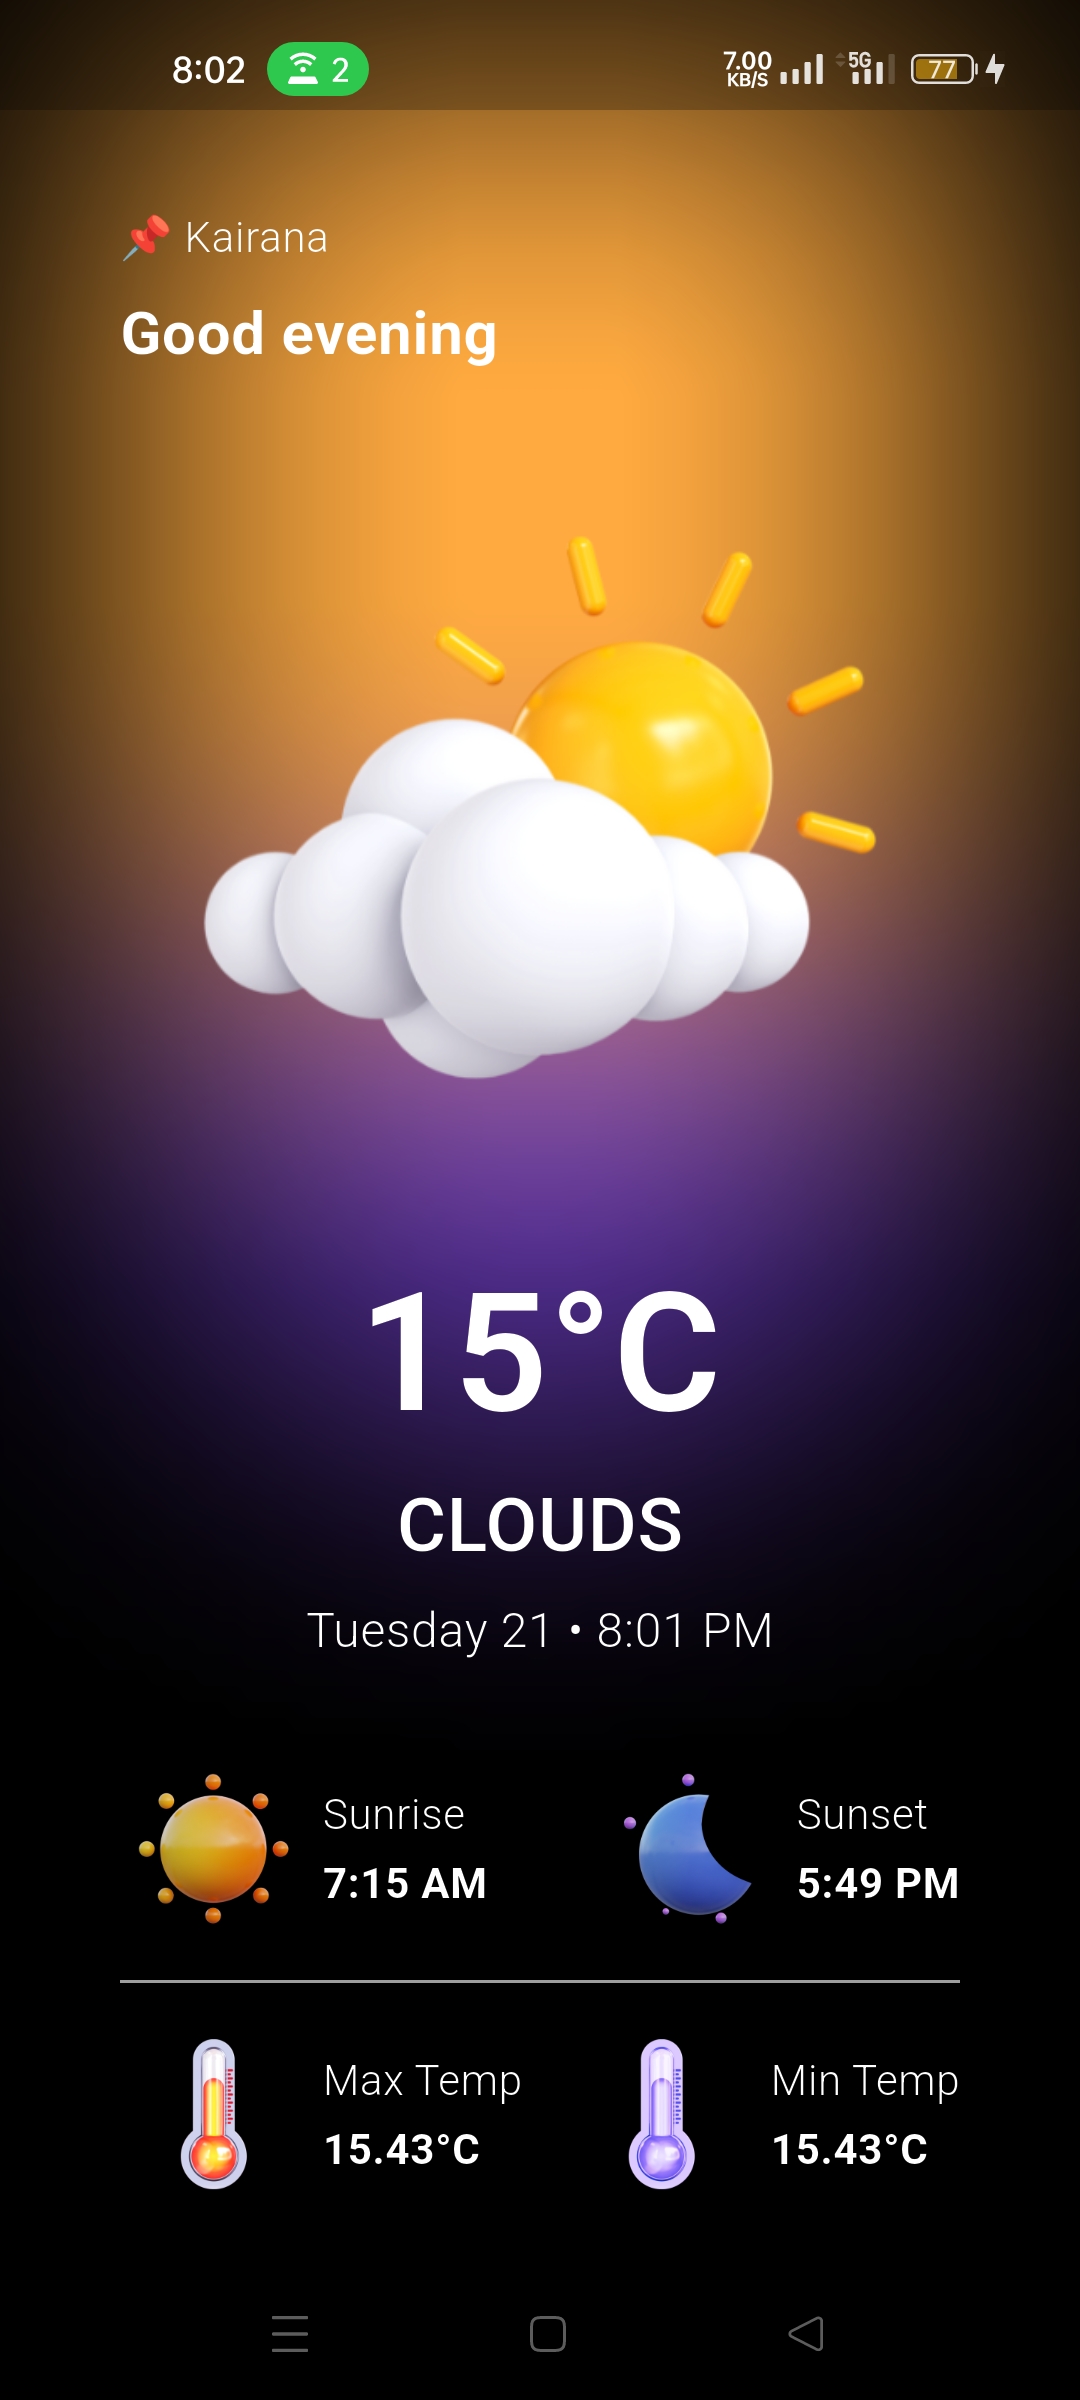 8:02 2 7.00 KB/S 5G 77
📌 Kairana
Good evening
15°C
CLOUDS
Tuesday 21 • 8:01 PM
Sunrise
7:15 AM
Sunset
5:49 PM
Max Temp
15.43°C
Min Temp
15.43°C